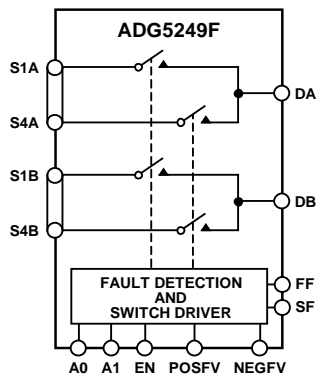 ADG5249F
S1A
DA
S4A
S1B
DB
S4B
FAULT DETECTION
AND
SWITCH DRIVER
FF
SF
A0 A1 EN POSFV NEGFV